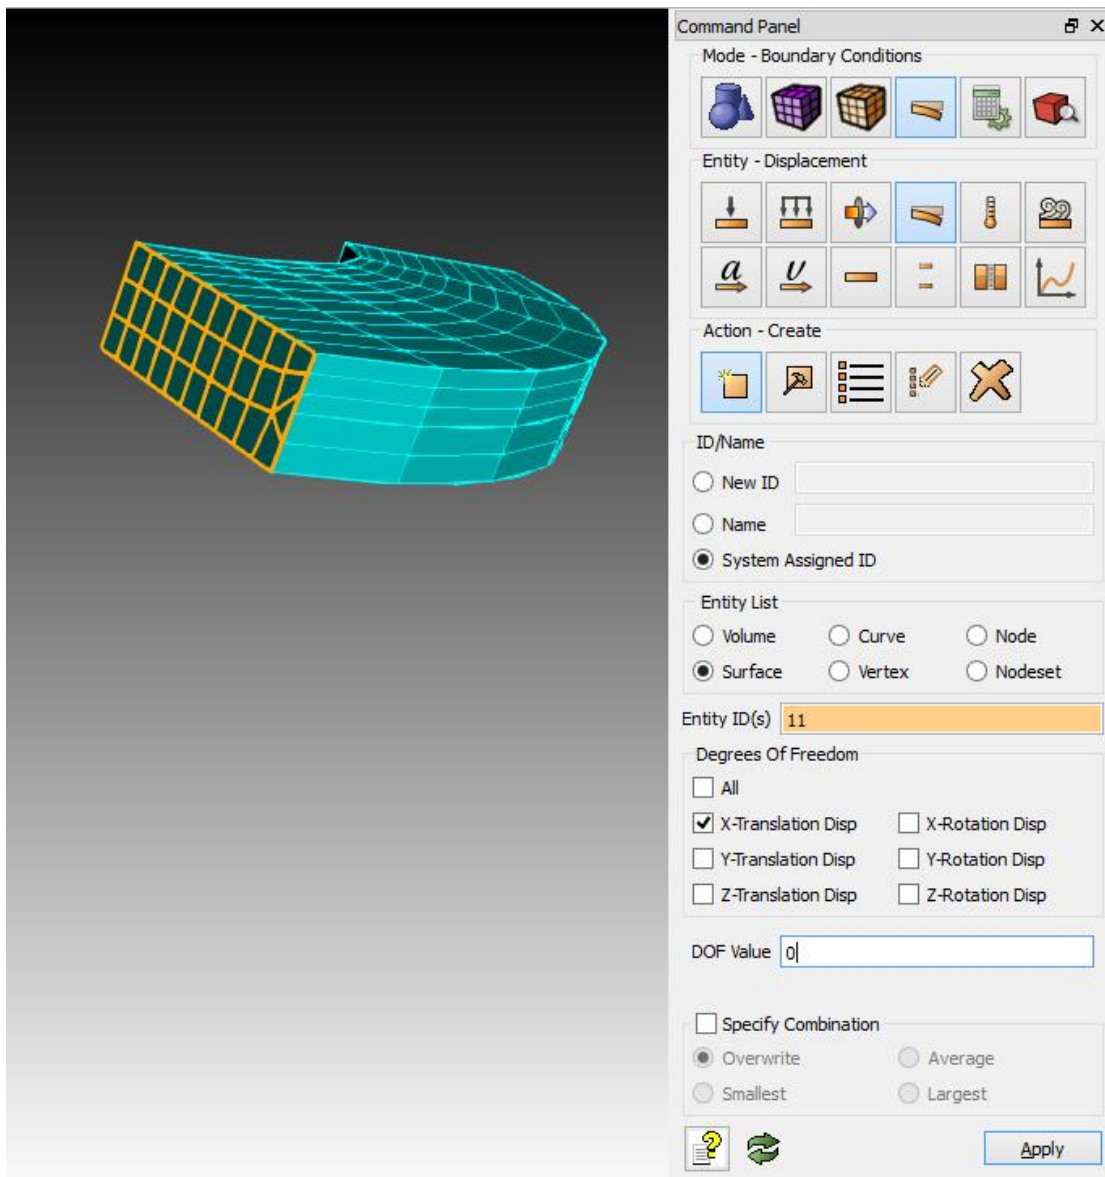 Command Panel
Mode - Boundary Conditions
Entity - Displacement
a
v
Action - Create
ID/Name
New ID
Name
System Assigned ID
Entity List
Volume Curve Node
Surface Vertex Nodeset
Entity ID(s) 11
Degrees Of Freedom
All
X-Translation Disp X-Rotation Disp
Y-Translation Disp Y-Rotation Disp
Z-Translation Disp Z-Rotation Disp
DOF Value 0
Specify Combination
Overwrite Average
Smallest Largest
? Apply